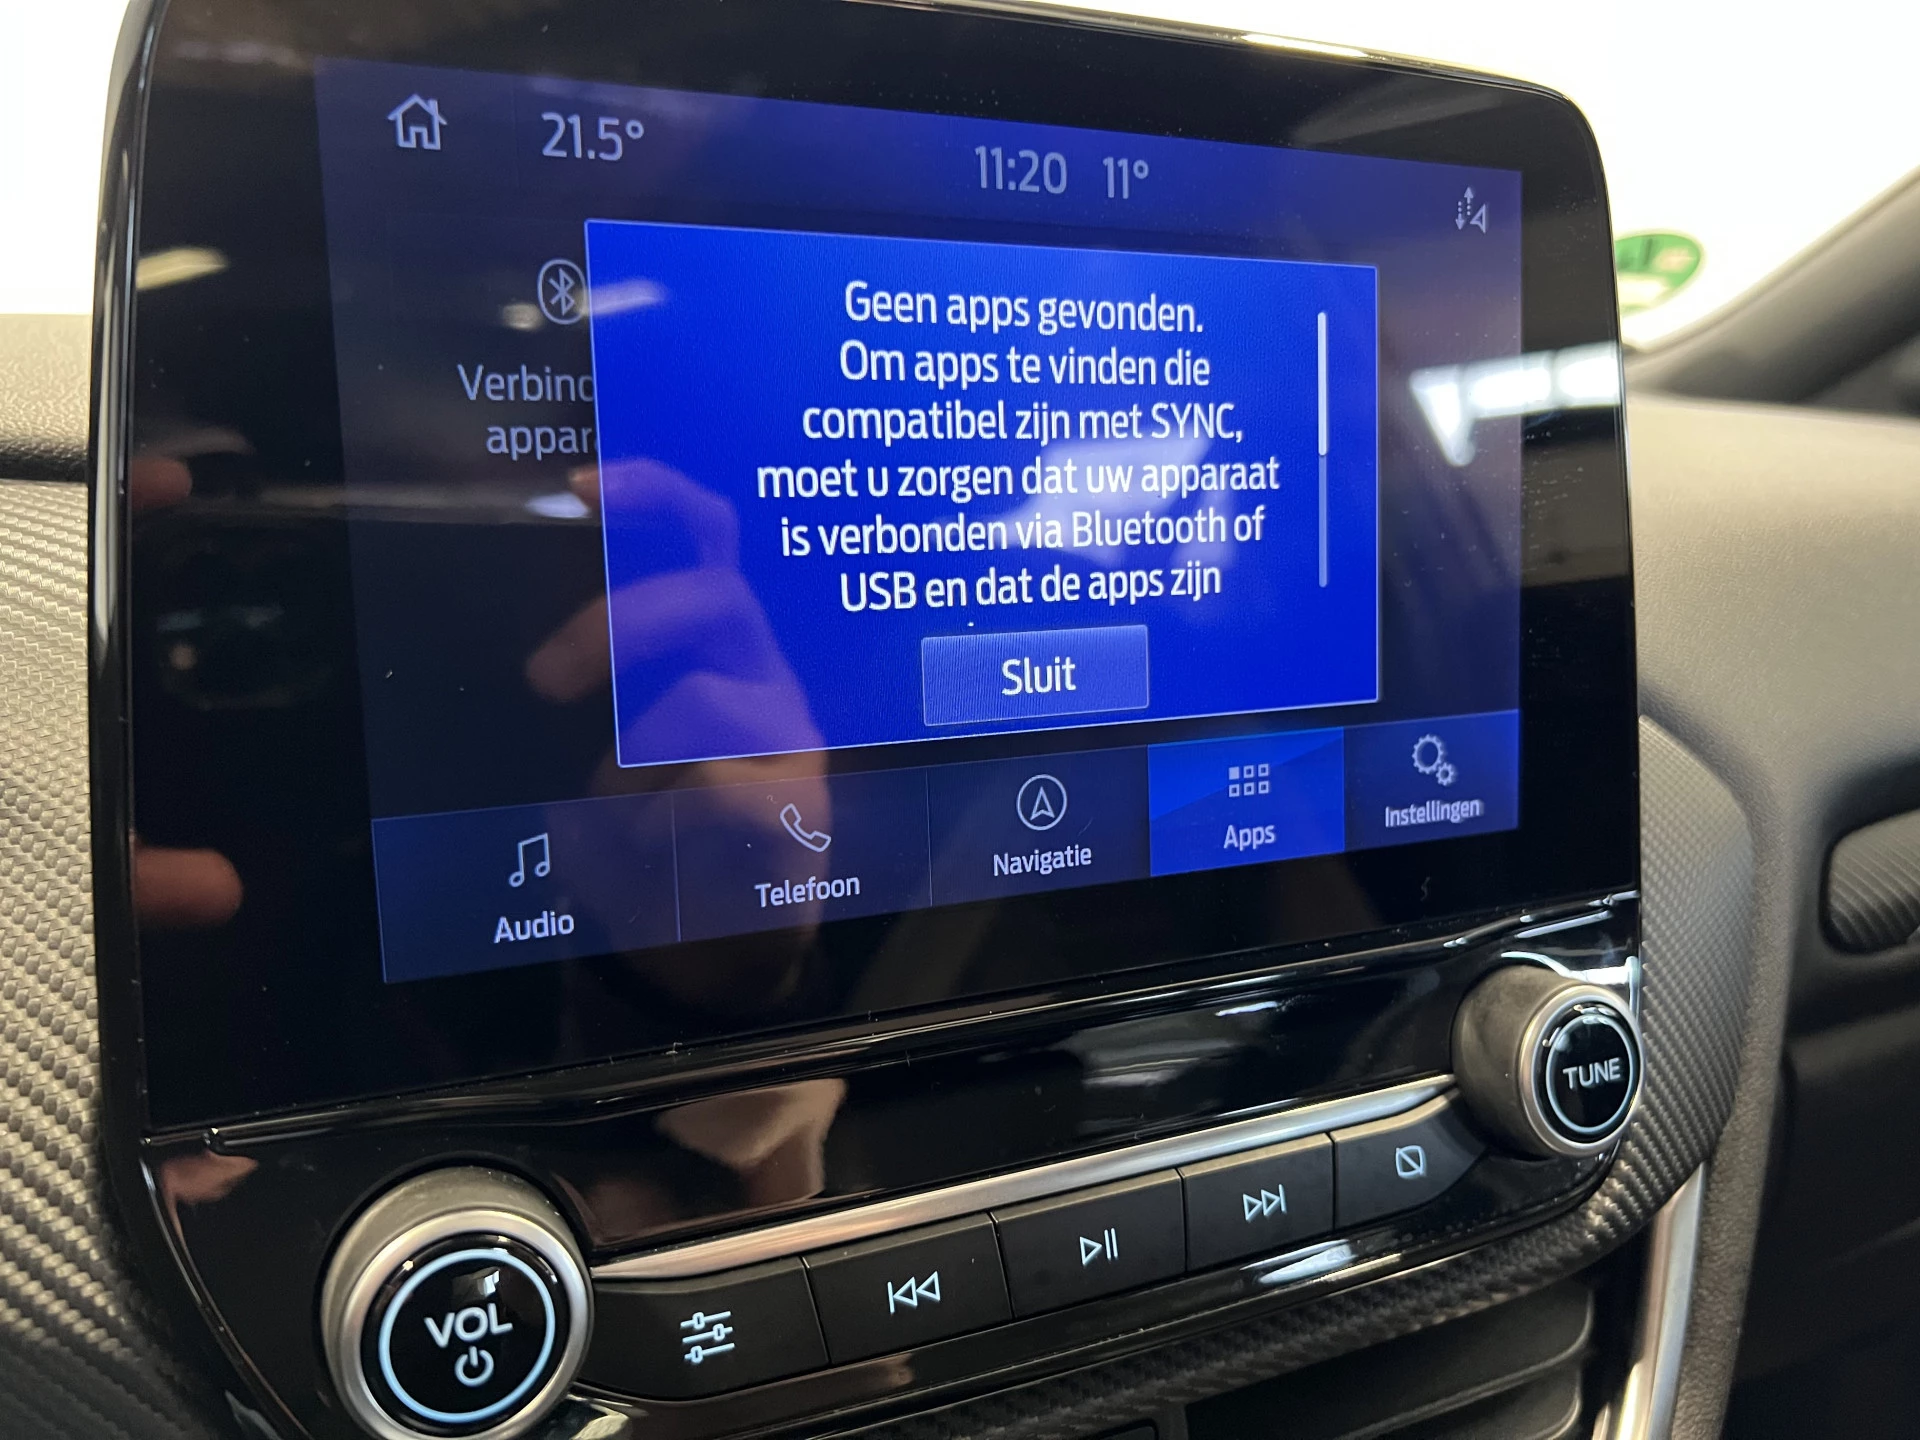 21.5°
11:20 11°
Geen apps gevonden.
Om apps te vinden die
compatibel zijn met SYNC,
moet u zorgen dat uw apparaat
is verbonden via Bluetooth of
USB en dat de apps zijn
Sluit
Verbind
appar
Audio
Telefoon
Navigatie
Apps
Instellingen
VOL
TUNE